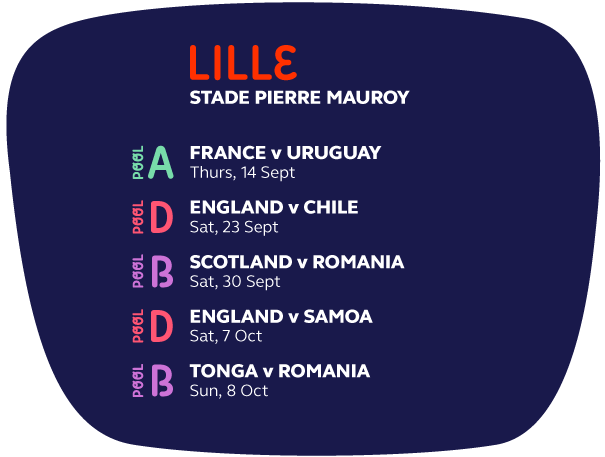 LILLE
STADE PIERRE MAUROY
POOL A
FRANCE v URUGUAY
Thurs, 14 Sept
POOL D
ENGLAND v CHILE
Sat, 23 Sept
POOL B
SCOTLAND v ROMANIA
Sat, 30 Sept
POOL D
ENGLAND v SAMOA
Sat, 7 Oct
POOL B
TONGA v ROMANIA
Sun, 8 Oct